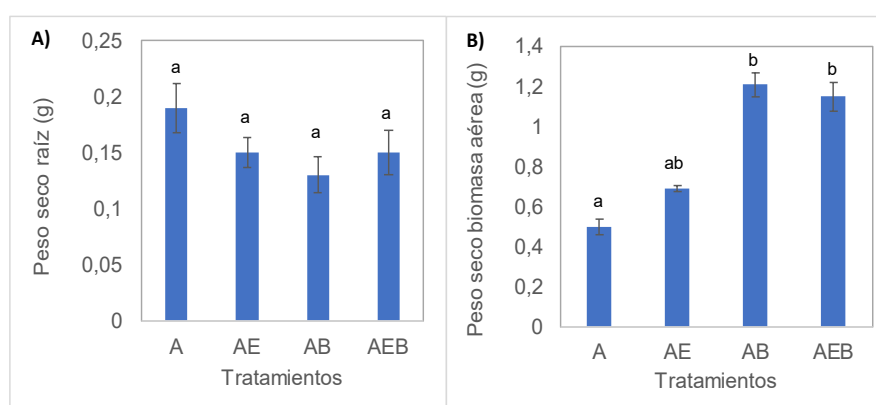 A)
Peso seco raíz (g)
0,25
0,2
0,15
0,1
0,05
0
a
a
a
a
A AE AB AEB
Tratamientos
B)
Peso seco biomasa aérea (g)
1,4
1,2
1
0,8
0,6
0,4
0,2
0
a
ab
b
b
A AE AB AEB
Tratamientos